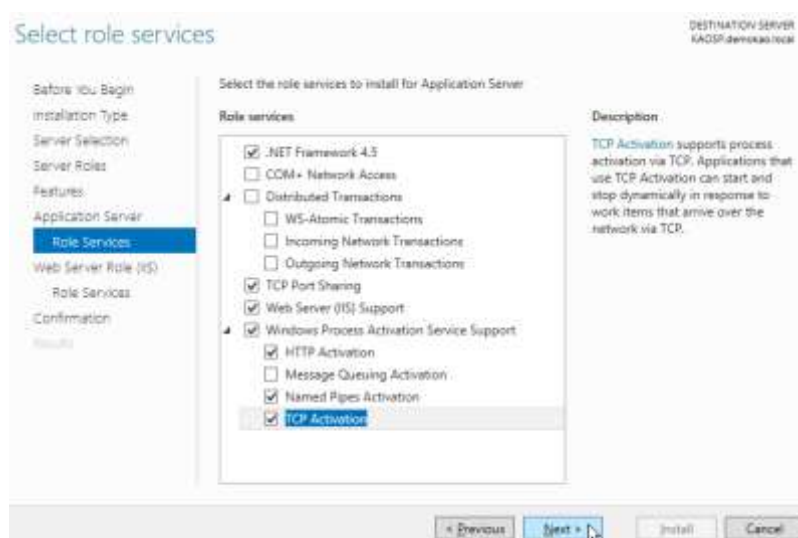 Select role services
DESTINATION SERVER
KAOSP.demokao.local
Before You Begin
Installation Type
Server Selection
Server Roles
Features
Application Server
Role Services
Web Server Role (IIS)
Role Services
Confirmation
Results
Select the role services to install for Application Server
Role services
.NET Framework 4.5
COM+ Network Access
Distributed Transactions
WS-Atomic Transactions
Incoming Network Transactions
Outgoing Network Transactions
TCP Port Sharing
Web Server (IIS) Support
Windows Process Activation Service Support
HTTP Activation
Message Queuing Activation
Named Pipes Activation
TCP Activation
Description
TCP Activation supports process
activation via TCP. Applications that
use TCP Activation can start and
stop dynamically in response to
work items that arrive over the
network via TCP.
< Previous
Next >
Install
Cancel